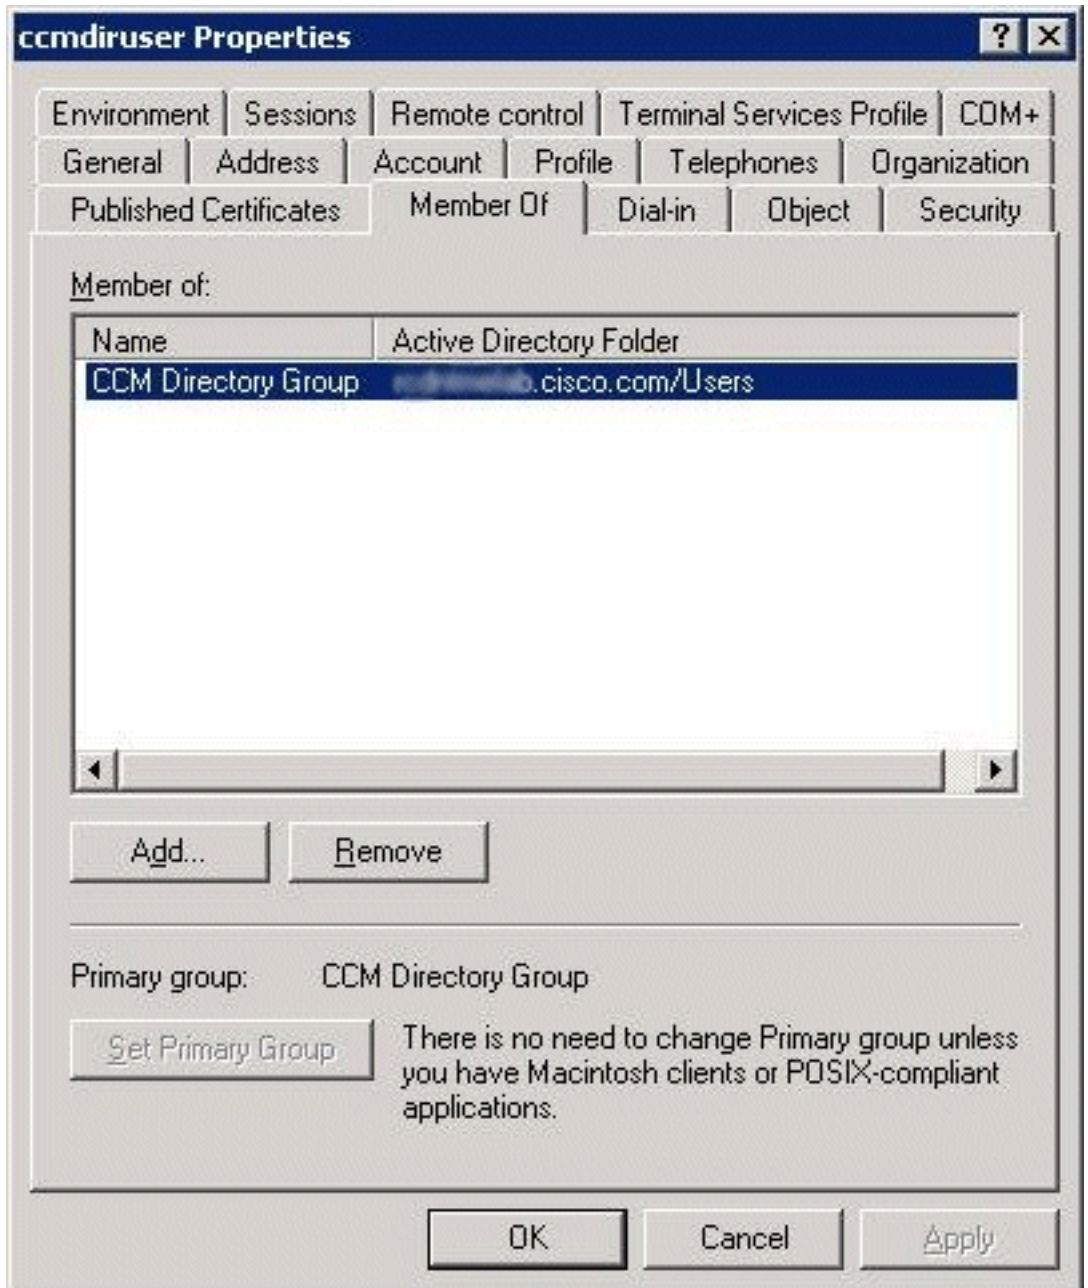 ccmdiruser Properties
? X
Environment Sessions Remote control Terminal Services Profile COM+
General Address Account Profile Telephones Organization
Published Certificates Member Of Dial-in Object Security
Member of:
Name Active Directory Folder
CCM Directory Group .cisco.com/Users
Add... Remove
Primary group: CCM Directory Group
Set Primary Group
There is no need to change Primary group unless
you have Macintosh clients or POSIX-compliant
applications.
OK Cancel Apply